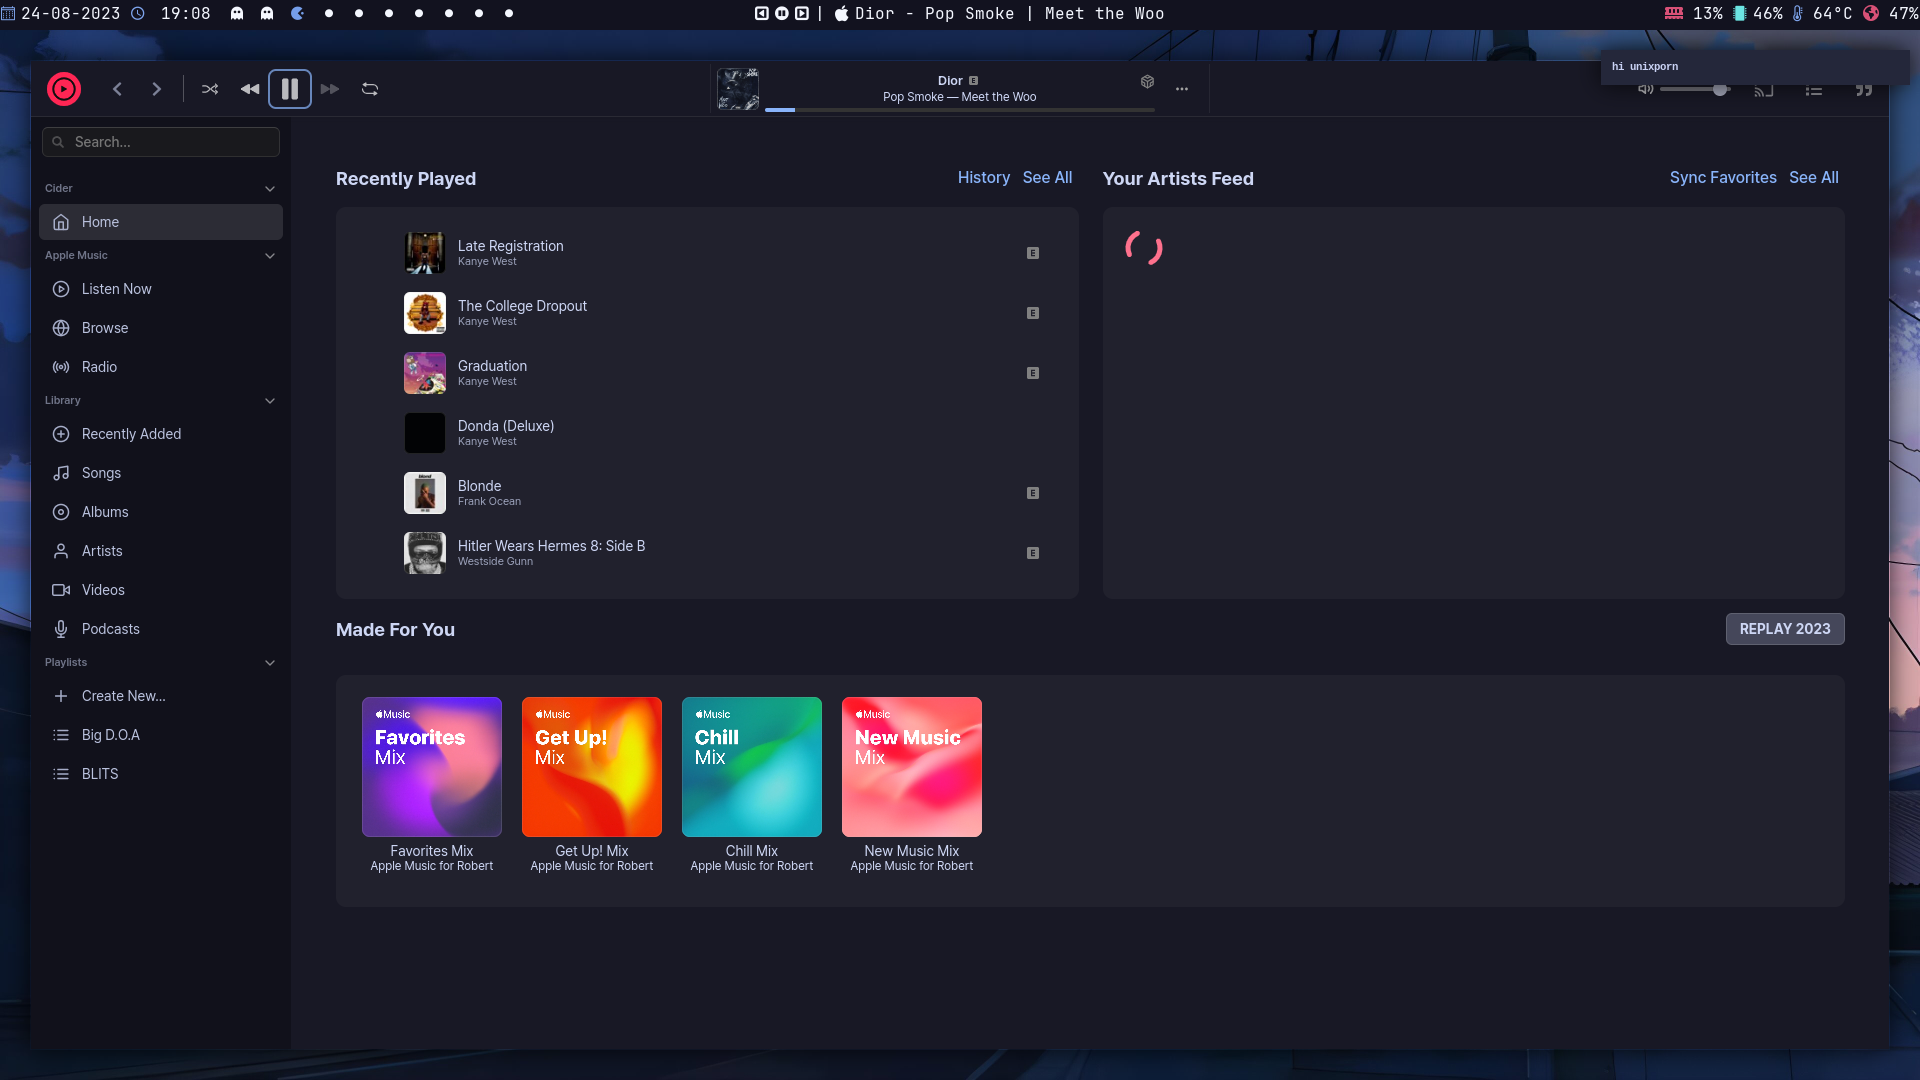 24-08-2023 19:08
| Dior - Pop Smoke | Meet the Woo
13% 46% 64°C 47%
hi unixporn
Dior E
Pop Smoke — Meet the Woo
Search...
Cider
Home
Apple Music
Listen Now
Browse
Radio
Library
Recently Added
Songs
Albums
Artists
Videos
Podcasts
Playlists
Create New...
Big D.O.A
BLITS
Recently Played
History See All
Late Registration
Kanye West
E
The College Dropout
Kanye West
E
Graduation
Kanye West
E
Donda (Deluxe)
Kanye West
Blonde
Frank Ocean
E
Hitler Wears Hermes 8: Side B
Westside Gunn
E
Your Artists Feed
Sync Favorites See All
Made For You
REPLAY 2023
Music
Favorites
Mix
Favorites Mix
Apple Music for Robert
Music
Get Up!
Mix
Get Up! Mix
Apple Music for Robert
Music
Chill
Mix
Chill Mix
Apple Music for Robert
Music
New Music
Mix
New Music Mix
Apple Music for Robert